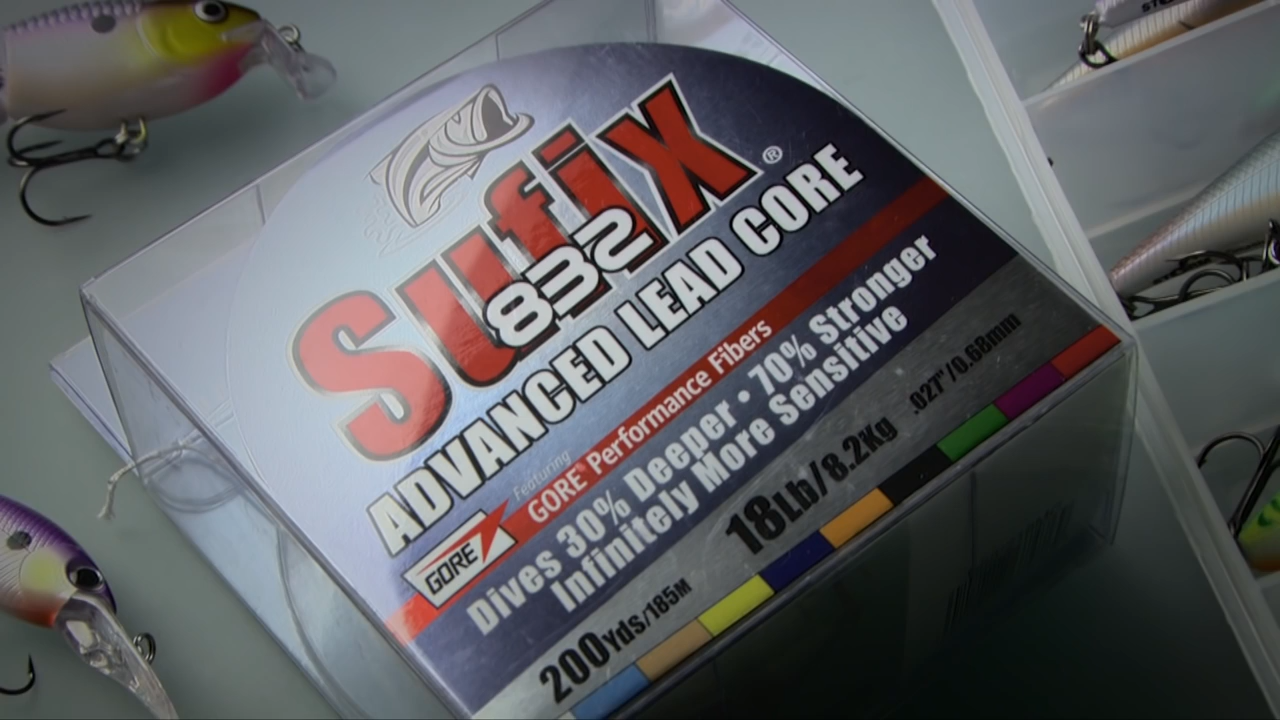 Sufix®
832
ADVANCED LEAD CORE
Featuring
GORE GORE® Performance Fibers
Dives 30% Deeper • 70% Stronger
Infinitely More Sensitive
200Yds/185M 18Lb/8.2Kg .027"/0.68mm